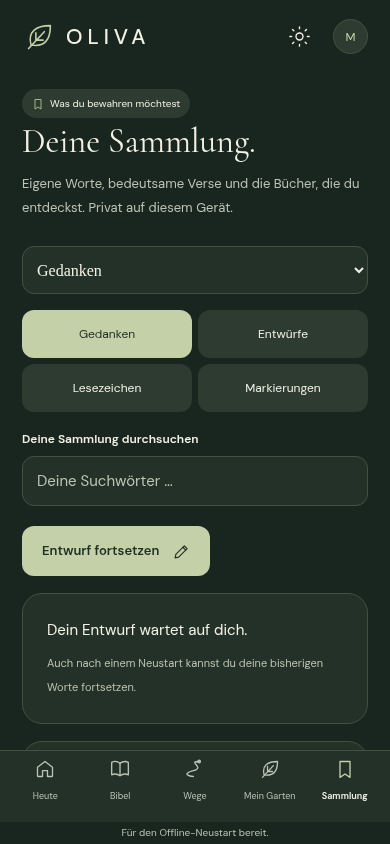 OLIVA
M
Was du bewahren möchtest
Deine Sammlung.
Eigene Worte, bedeutsame Verse und die Bücher, die du
entdeckst. Privat auf diesem Gerät.
Gedanken
Gedanken
Entwürfe
Lesezeichen
Markierungen
Deine Sammlung durchsuchen
Deine Suchwörter …
Entwurf fortsetzen
Dein Entwurf wartet auf dich.
Auch nach einem Neustart kannst du deine bisherigen
Worte fortsetzen.
Heute
Bibel
Wege
Mein Garten
Sammlung
Für den Offline-Neustart bereit.